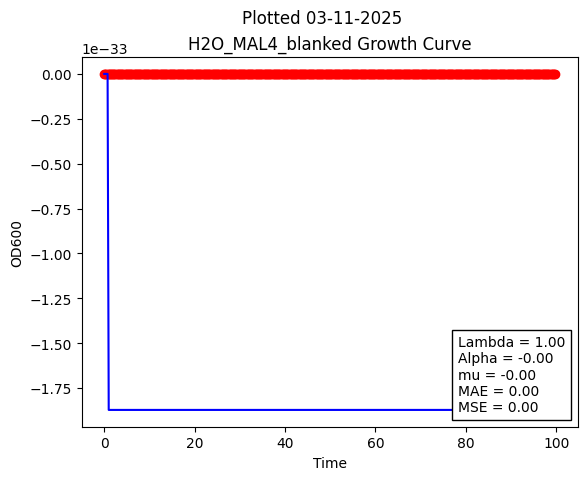 Plotted 03-11-2025
H2O_MAL4_blanked Growth Curve
1e−33
0.00
−0.25
−0.50
−0.75
−1.00
−1.25
−1.50
−1.75
OD600
Lambda = 1.00
Alpha = -0.00
mu = -0.00
MAE = 0.00
MSE = 0.00
0
20
40
60
80
100
Time